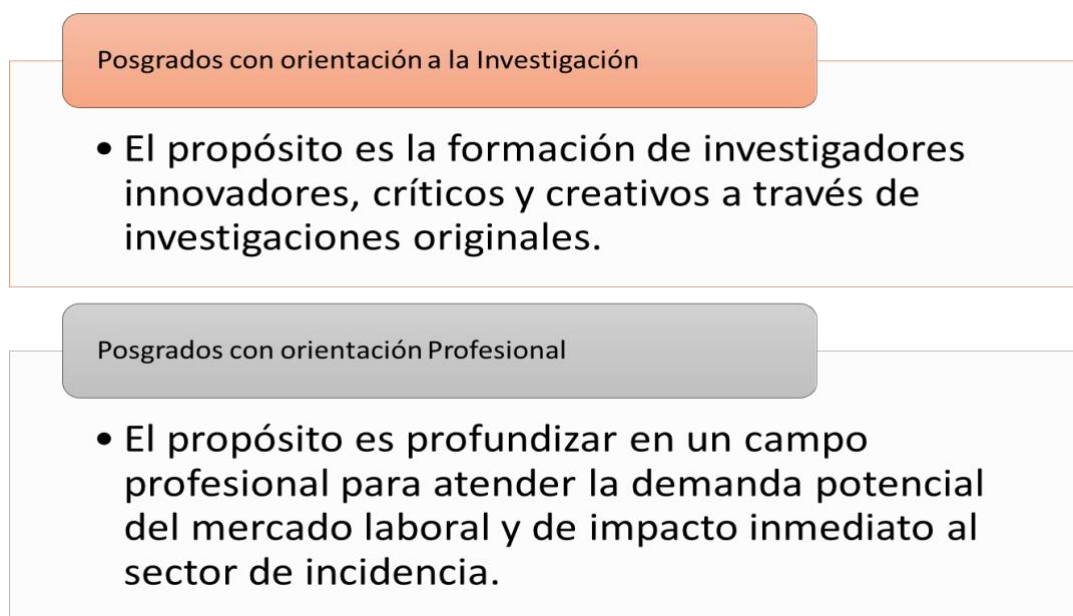 Posgrados con orientación a la Investigación
• El propósito es la formación de investigadores
innovadores, críticos y creativos a través de
investigaciones originales.
Posgrados con orientación Profesional
• El propósito es profundizar en un campo
profesional para atender la demanda potencial
del mercado laboral y de impacto inmediato al
sector de incidencia.